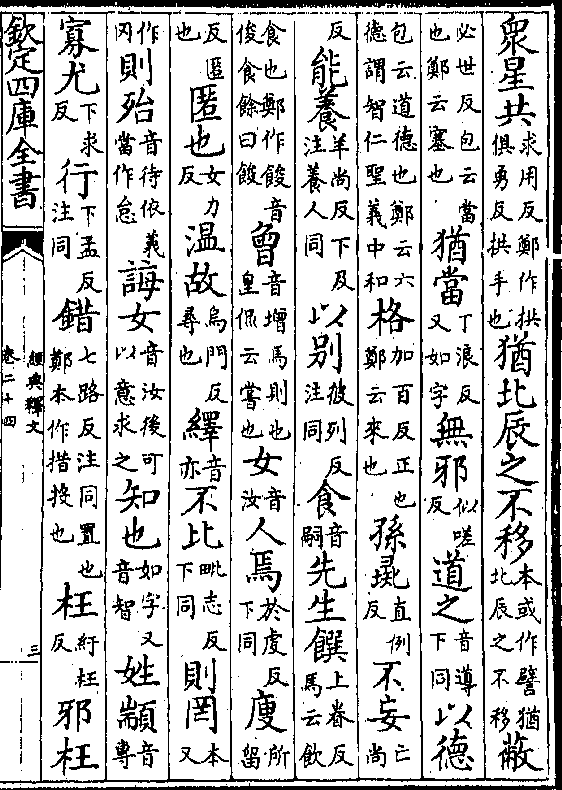 衆星共求用反鄭作拱俱勇反拱手也猶北辰之不移本或作譬猶北辰之不移蔽
必世反包云當也鄭云塞也猶當丁浪反又如字無邪似嗟反道之音導下同以德
包云道德也鄭云六德謂智仁聖義中和格加百反正也鄭云來也孫彘直例反不妄亡尚
反能養羊尚反下及注養人同以别彼列反注同食音嗣先生饌上眷反馬云飲
食也鄭作餕音俊食餘曰餕曾音增馬則也皇侃云嘗也女音汝人焉於虔反下同廋所留
反匿也匿也女力反温故烏門反尋也繹音亦不比毗志反下同則罔本又
作冈則殆音待依義當作怠誨女音汝後可以意求之知也如字又音智姓顓音專
寡尤下求反行下孟反注同錯七路反注同置也鄭本作措投也枉紆枉反邪枉
欽定四庫全書
經典釋文
卷二十四
三